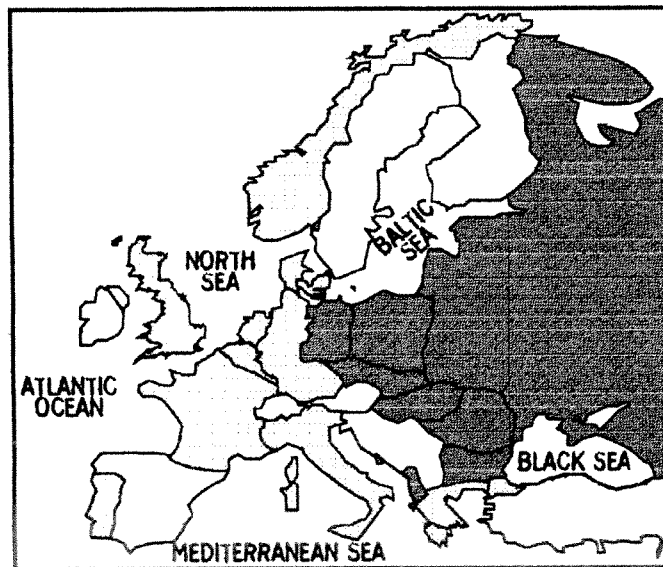 NORTH
SEA
BALTIC
SEA
ATLANTIC
OCEAN
BLACK SEA
MEDITERRANEAN SEA